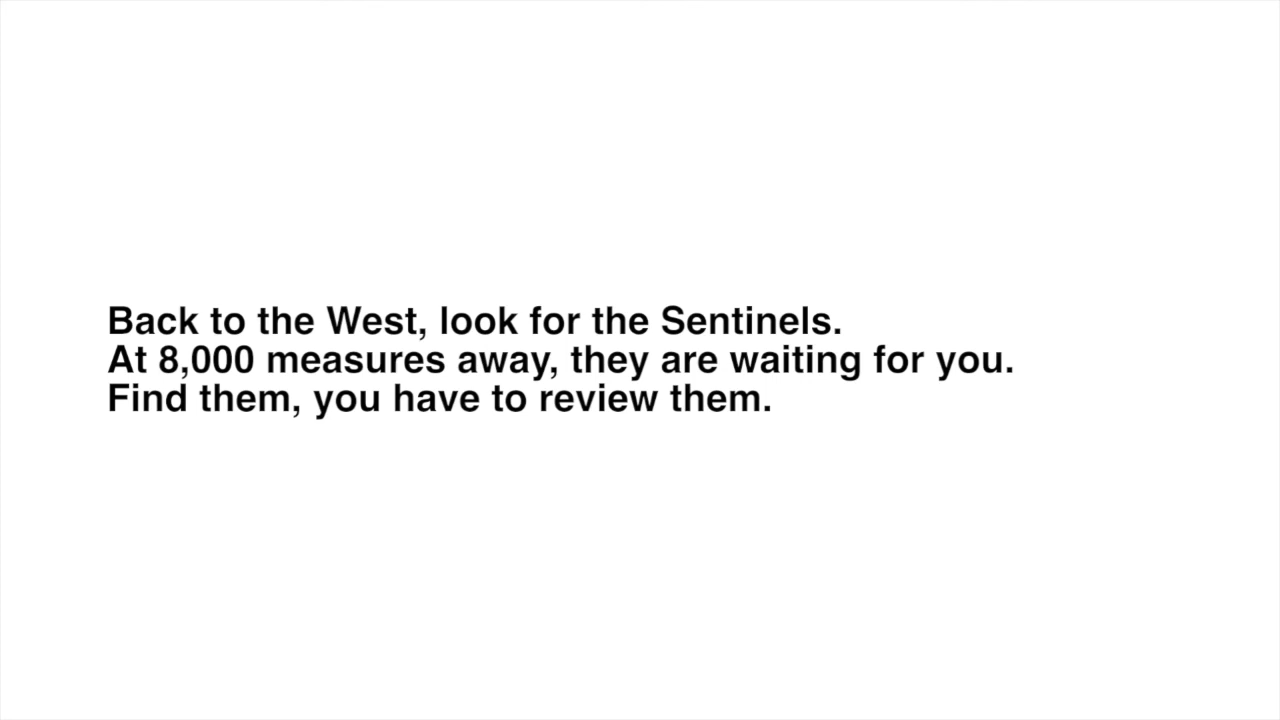 Back to the West, look for the Sentinels.
At 8,000 measures away, they are waiting for you.
Find them, you have to review them.